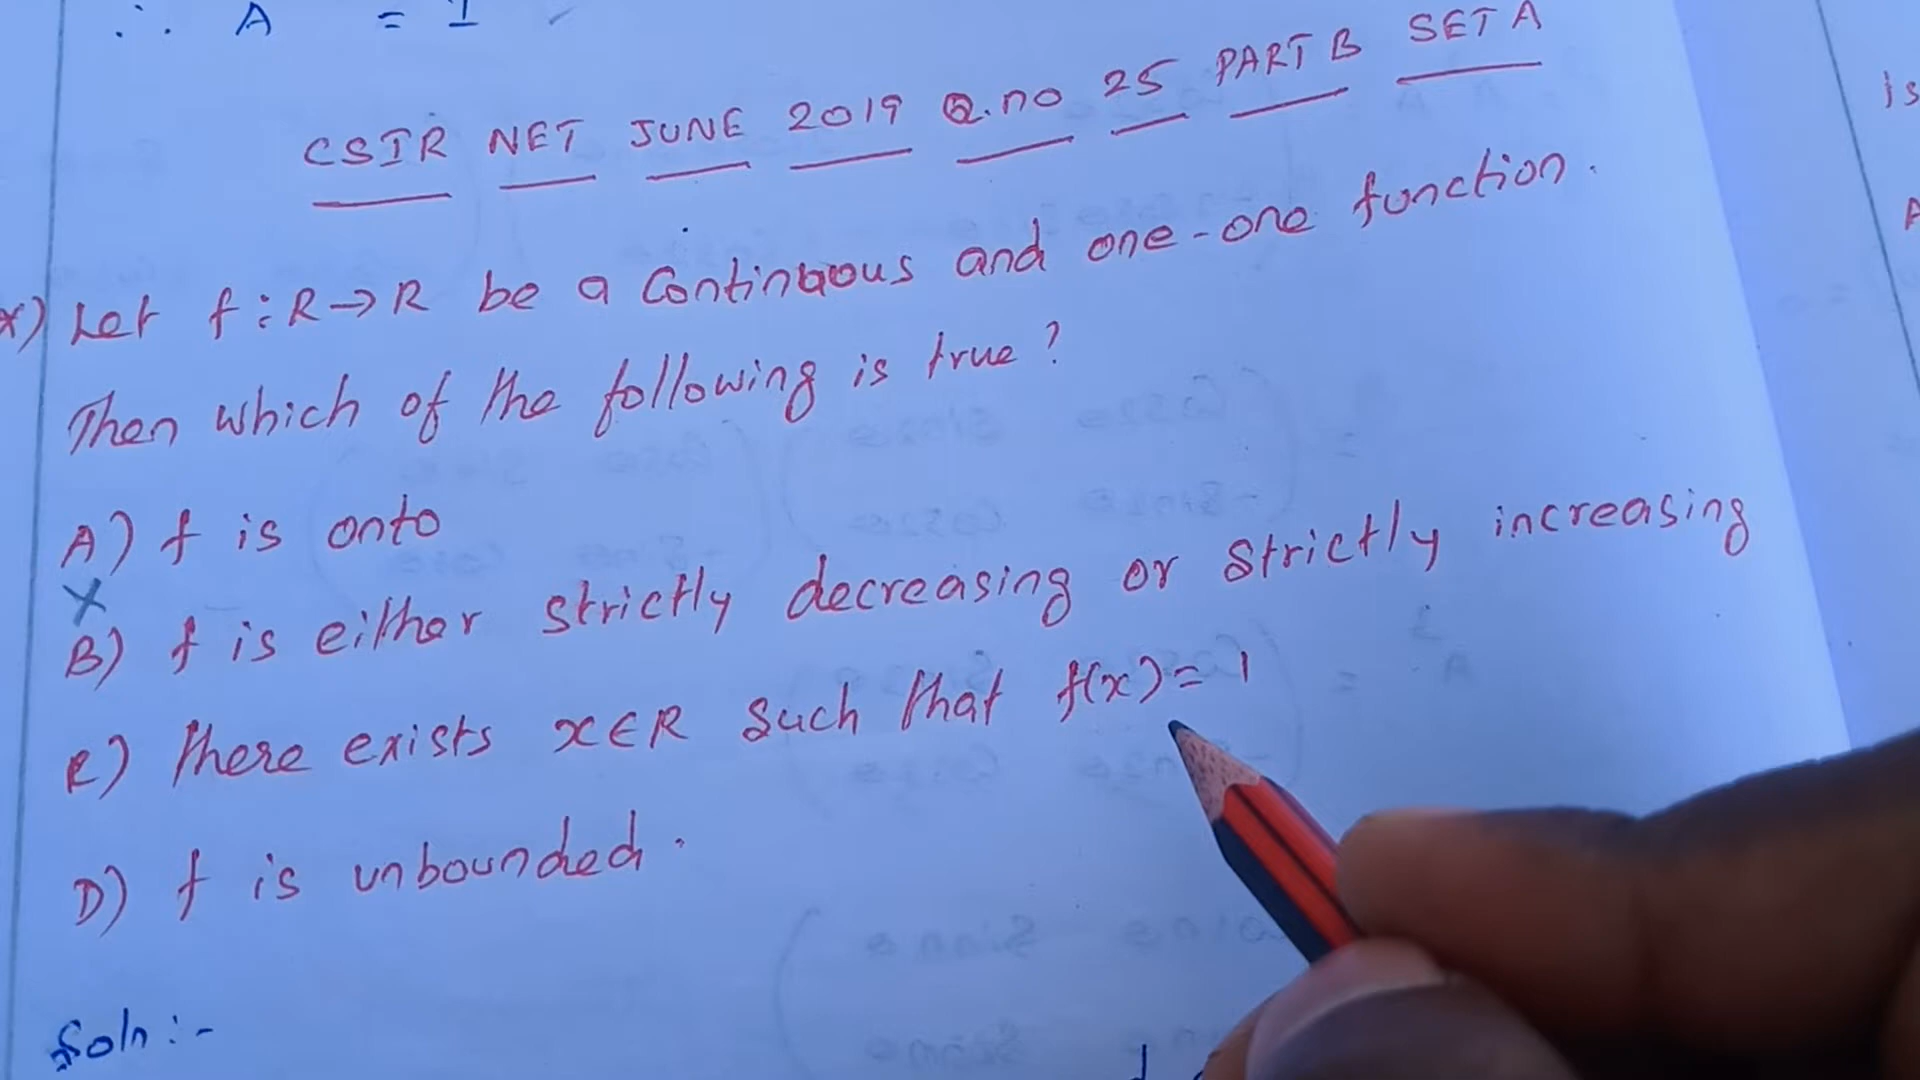 ∴ A = I
CSIR NET JUNE 2019 Q.no 25 PART B SET A
*) Let f:R→R be a Continuous and one-one function.
Then which of the following is true?
A) f is onto
X
B) f is either strictly decreasing or strictly increasing
C) There exists x∈R such that f(x)=1
D) f is unbounded.
Soln:-
is
A